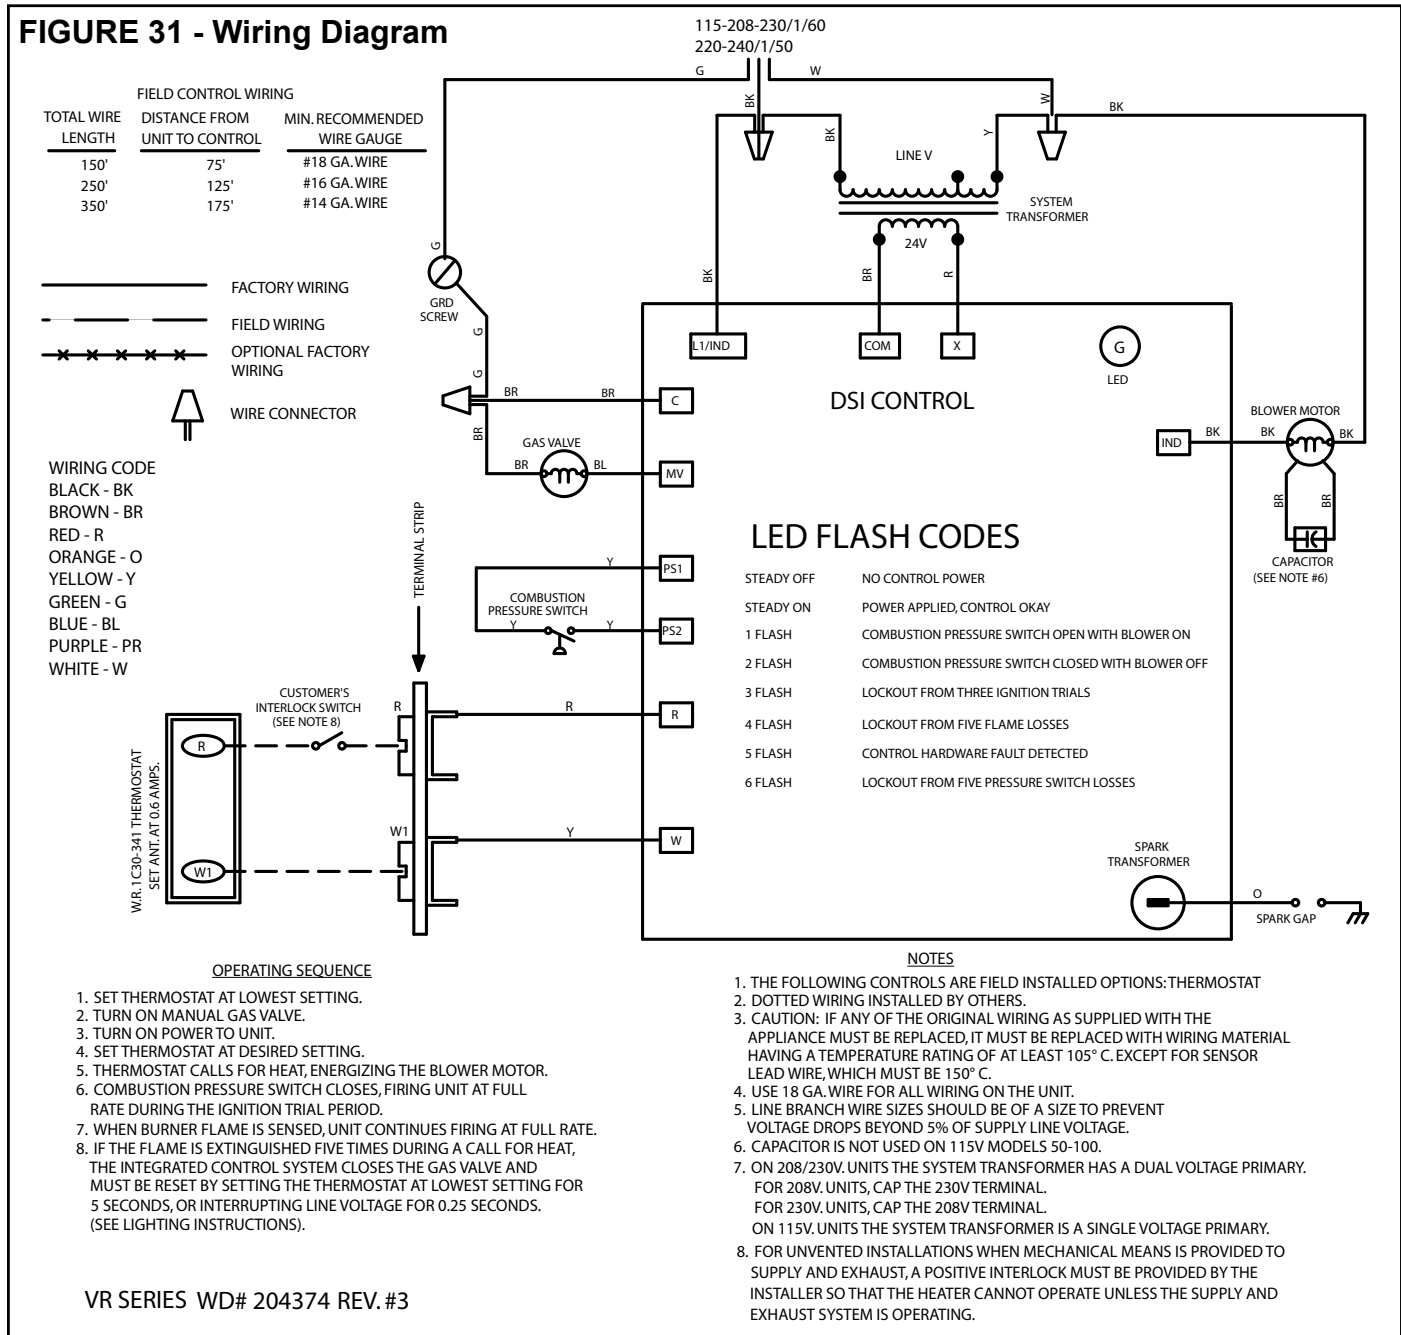 FIGURE 31 - Wiring Diagram
115-208-230/1/60
220-240/1/50
FIELD CONTROL WIRING
TOTAL WIRE DISTANCE FROM MIN. RECOMMENDED
LENGTH UNIT TO CONTROL WIRE GAUGE
150' 75' #18 GA. WIRE
250' 125' #16 GA. WIRE
350' 175' #14 GA. WIRE
G
W
BK
W
BK
BK
Y
LINE V
SYSTEM
TRANSFORMER
24V
G
GRD
SCREW
BK
BR
R
G
G
FACTORY WIRING
FIELD WIRING
OPTIONAL FACTORY
WIRING
WIRE CONNECTOR
L1/IND
COM
X
G
LED
DSI CONTROL
BR
BR
C
BR
GAS VALVE
BR
BL
MV
BLOWER MOTOR
IND
BK
BK
BK
BR
BR
CAPACITOR
(SEE NOTE #6)
WIRING CODE
BLACK - BK
BROWN - BR
RED - R
ORANGE - O
YELLOW - Y
GREEN - G
BLUE - BL
PURPLE - PR
WHITE - W
TERMINAL STRIP
Y
PS1
COMBUSTION
PRESSURE SWITCH
Y
Y
PS2
LED FLASH CODES
STEADY OFF NO CONTROL POWER
STEADY ON POWER APPLIED, CONTROL OKAY
1 FLASH COMBUSTION PRESSURE SWITCH OPEN WITH BLOWER ON
2 FLASH COMBUSTION PRESSURE SWITCH CLOSED WITH BLOWER OFF
3 FLASH LOCKOUT FROM THREE IGNITION TRIALS
4 FLASH LOCKOUT FROM FIVE FLAME LOSSES
5 FLASH CONTROL HARDWARE FAULT DETECTED
6 FLASH LOCKOUT FROM FIVE PRESSURE SWITCH LOSSES
CUSTOMER'S
INTERLOCK SWITCH
(SEE NOTE 8)
R
R
R
R
W.R. 1C30-341 THERMOSTAT
SET ANT. AT 0.6 AMPS.
W1
W1
Y
W
SPARK
TRANSFORMER
O
SPARK GAP
OPERATING SEQUENCE
1. SET THERMOSTAT AT LOWEST SETTING.
2. TURN ON MANUAL GAS VALVE.
3. TURN ON POWER TO UNIT.
4. SET THERMOSTAT AT DESIRED SETTING.
5. THERMOSTAT CALLS FOR HEAT, ENERGIZING THE BLOWER MOTOR.
6. COMBUSTION PRESSURE SWITCH CLOSES, FIRING UNIT AT FULL
RATE DURING THE IGNITION TRIAL PERIOD.
7. WHEN BURNER FLAME IS SENSED, UNIT CONTINUES FIRING AT FULL RATE.
8. IF THE FLAME IS EXTINGUISHED FIVE TIMES DURING A CALL FOR HEAT,
THE INTEGRATED CONTROL SYSTEM CLOSES THE GAS VALVE AND
MUST BE RESET BY SETTING THE THERMOSTAT AT LOWEST SETTING FOR
5 SECONDS, OR INTERRUPTING LINE VOLTAGE FOR 0.25 SECONDS.
(SEE LIGHTING INSTRUCTIONS).
VR SERIES WD# 204374 REV. #3
NOTES
1. THE FOLLOWING CONTROLS ARE FIELD INSTALLED OPTIONS: THERMOSTAT
2. DOTTED WIRING INSTALLED BY OTHERS.
3. CAUTION: IF ANY OF THE ORIGINAL WIRING AS SUPPLIED WITH THE
APPLIANCE MUST BE REPLACED, IT MUST BE REPLACED WITH WIRING MATERIAL
HAVING A TEMPERATURE RATING OF AT LEAST 105° C. EXCEPT FOR SENSOR
LEAD WIRE, WHICH MUST BE 150° C.
4. USE 18 GA. WIRE FOR ALL WIRING ON THE UNIT.
5. LINE BRANCH WIRE SIZES SHOULD BE OF A SIZE TO PREVENT
VOLTAGE DROPS BEYOND 5% OF SUPPLY LINE VOLTAGE.
6. CAPACITOR IS NOT USED ON 115V MODELS 50-100.
7. ON 208/230V. UNITS THE SYSTEM TRANSFORMER HAS A DUAL VOLTAGE PRIMARY.
FOR 208V. UNITS, CAP THE 230V TERMINAL.
FOR 230V. UNITS, CAP THE 208V TERMINAL.
ON 115V. UNITS THE SYSTEM TRANSFORMER IS A SINGLE VOLTAGE PRIMARY.
8. FOR UNVENTED INSTALLATIONS WHEN MECHANICAL MEANS IS PROVIDED TO
SUPPLY AND EXHAUST, A POSITIVE INTERLOCK MUST BE PROVIDED BY THE
INSTALLER SO THAT THE HEATER CANNOT OPERATE UNLESS THE SUPPLY AND
EXHAUST SYSTEM IS OPERATING.